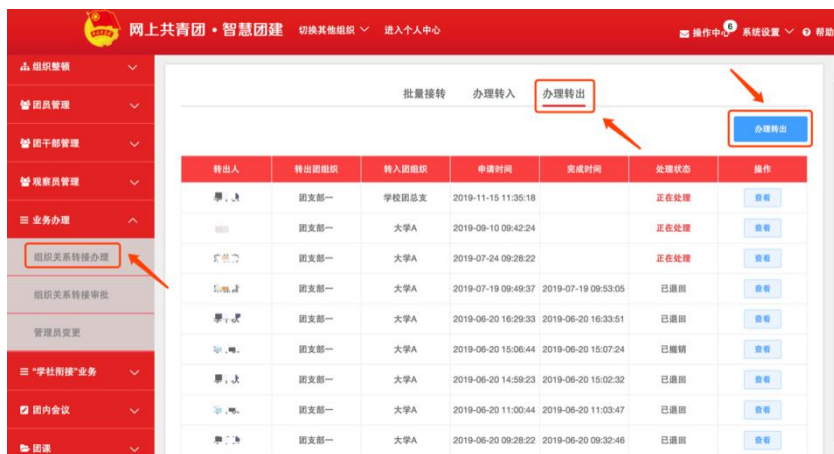 网上共青团·智慧团建 切换其他组织 进入个人中心 操作中心 6 系统设置 帮助
组织整顿
团员管理
团干部管理
观察员管理
业务办理
组织关系转接办理
组织关系转接审批
管理员变更
"学社衔接"业务
团内会议
团课
批量接转 办理转入 办理转出
办理转出
转出人 转出团组织 转入团组织 申请时间 完成时间 处理状态 操作
团支部一 学校团总支 2019-11-15 11:35:18 正在处理 查看
团支部一 大学A 2019-09-10 09:42:24 正在处理 查看
团支部一 大学A 2019-07-24 09:28:22 正在处理 查看
团支部一 大学A 2019-07-19 09:49:37 2019-07-19 09:53:05 已退回 查看
团支部一 大学A 2019-06-20 16:29:33 2019-06-20 16:33:51 已退回 查看
团支部一 大学A 2019-06-20 15:06:44 2019-06-20 15:07:24 已撤销 查看
团支部一 大学A 2019-06-20 14:59:23 2019-06-20 15:02:32 已退回 查看
团支部一 大学A 2019-06-20 11:00:44 2019-06-20 11:03:47 已退回 查看
团支部一 大学A 2019-06-20 09:28:22 2019-06-20 09:32:46 已退回 查看